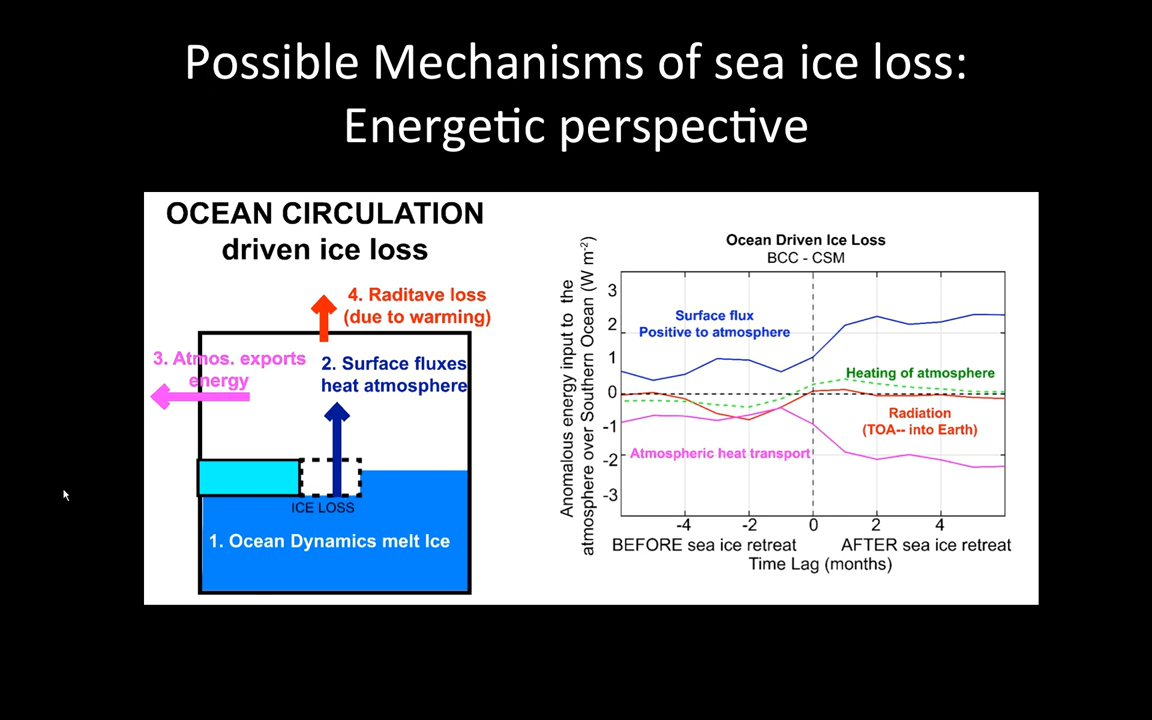 Possible Mechanisms of sea ice loss:
Energetic perspective
OCEAN CIRCULATION
driven ice loss
4. Raditave loss
(due to warming)
3. Atmos. exports
energy
2. Surface fluxes
heat atmosphere
ICE LOSS
1. Ocean Dynamics melt Ice
Ocean Driven Ice Loss
BCC - CSM
Anomalous energy input to the
atmosphere over Southern Ocean (W m-2)
3
2
1
0
-1
-2
-3
Surface flux
Positive to atmosphere
Heating of atmosphere
Radiation
(TOA-- into Earth)
Atmospheric heat transport
-4 -2 0 2 4
BEFORE sea ice retreat AFTER sea ice retreat
Time Lag (months)